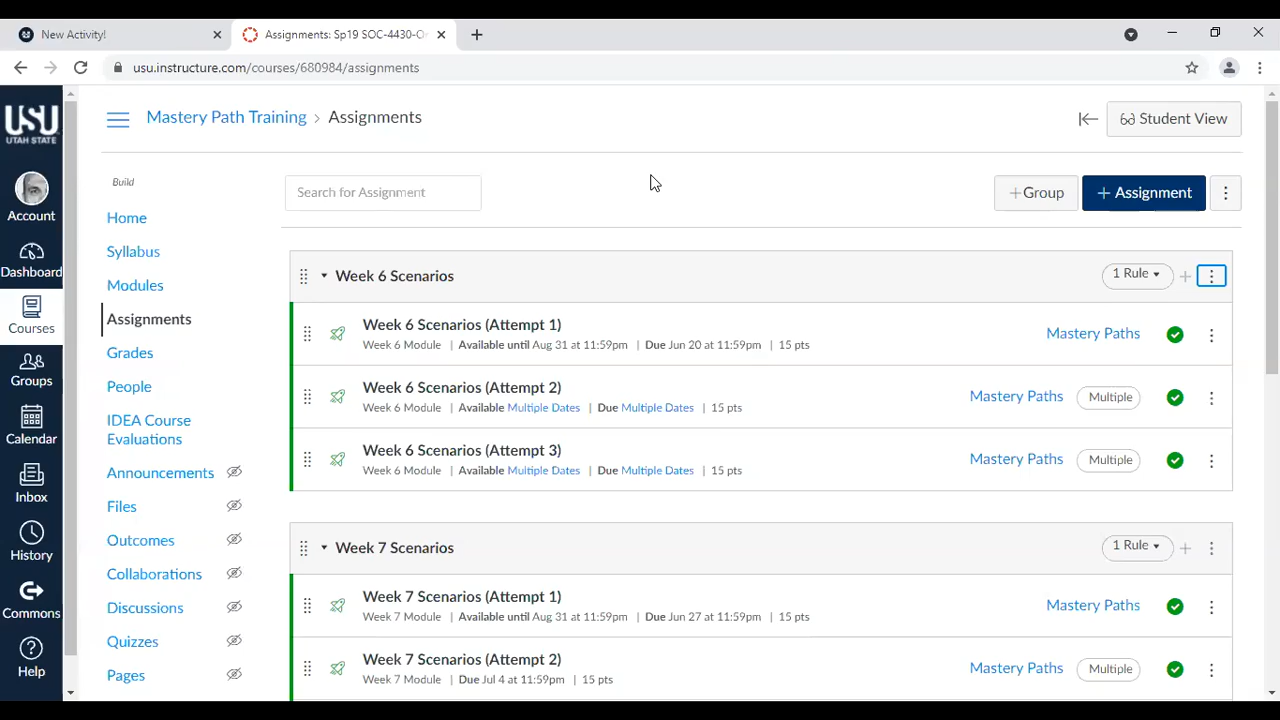 New Activity!
Assignments: Sp19 SOC-4430-O
usu.instructure.com/courses/680984/assignments
USU
UTAH STATE
Account
Dashboard
Courses
Groups
Calendar
Inbox
History
Commons
Help
Mastery Path Training › Assignments
Student View
Build
Home
Syllabus
Modules
Assignments
Grades
People
IDEA Course
Evaluations
Announcements
Files
Outcomes
Collaborations
Discussions
Quizzes
Pages
Search for Assignment
+ Group
+ Assignment
Week 6 Scenarios
1 Rule
Week 6 Scenarios (Attempt 1)
Week 6 Module | Available until Aug 31 at 11:59pm | Due Jun 20 at 11:59pm | 15 pts
Mastery Paths
Week 6 Scenarios (Attempt 2)
Week 6 Module | Available Multiple Dates | Due Multiple Dates | 15 pts
Mastery Paths Multiple
Week 6 Scenarios (Attempt 3)
Week 6 Module | Available Multiple Dates | Due Multiple Dates | 15 pts
Mastery Paths Multiple
Week 7 Scenarios
1 Rule
Week 7 Scenarios (Attempt 1)
Week 7 Module | Available until Aug 31 at 11:59pm | Due Jun 27 at 11:59pm | 15 pts
Mastery Paths
Week 7 Scenarios (Attempt 2)
Week 7 Module | Due Jul 4 at 11:59pm | 15 pts
Mastery Paths Multiple